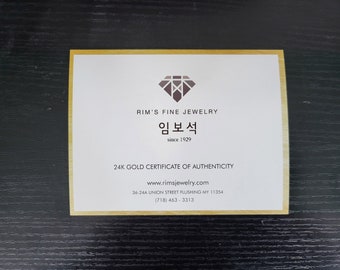 RIM'S FINE JEWELRY
임보석
since 1929
24K GOLD CERTIFICATE OF AUTHENTICITY
www.rimsjewelry.com
36-24A UNION STREET FLUSHING NY 11354
(718) 463 - 3313